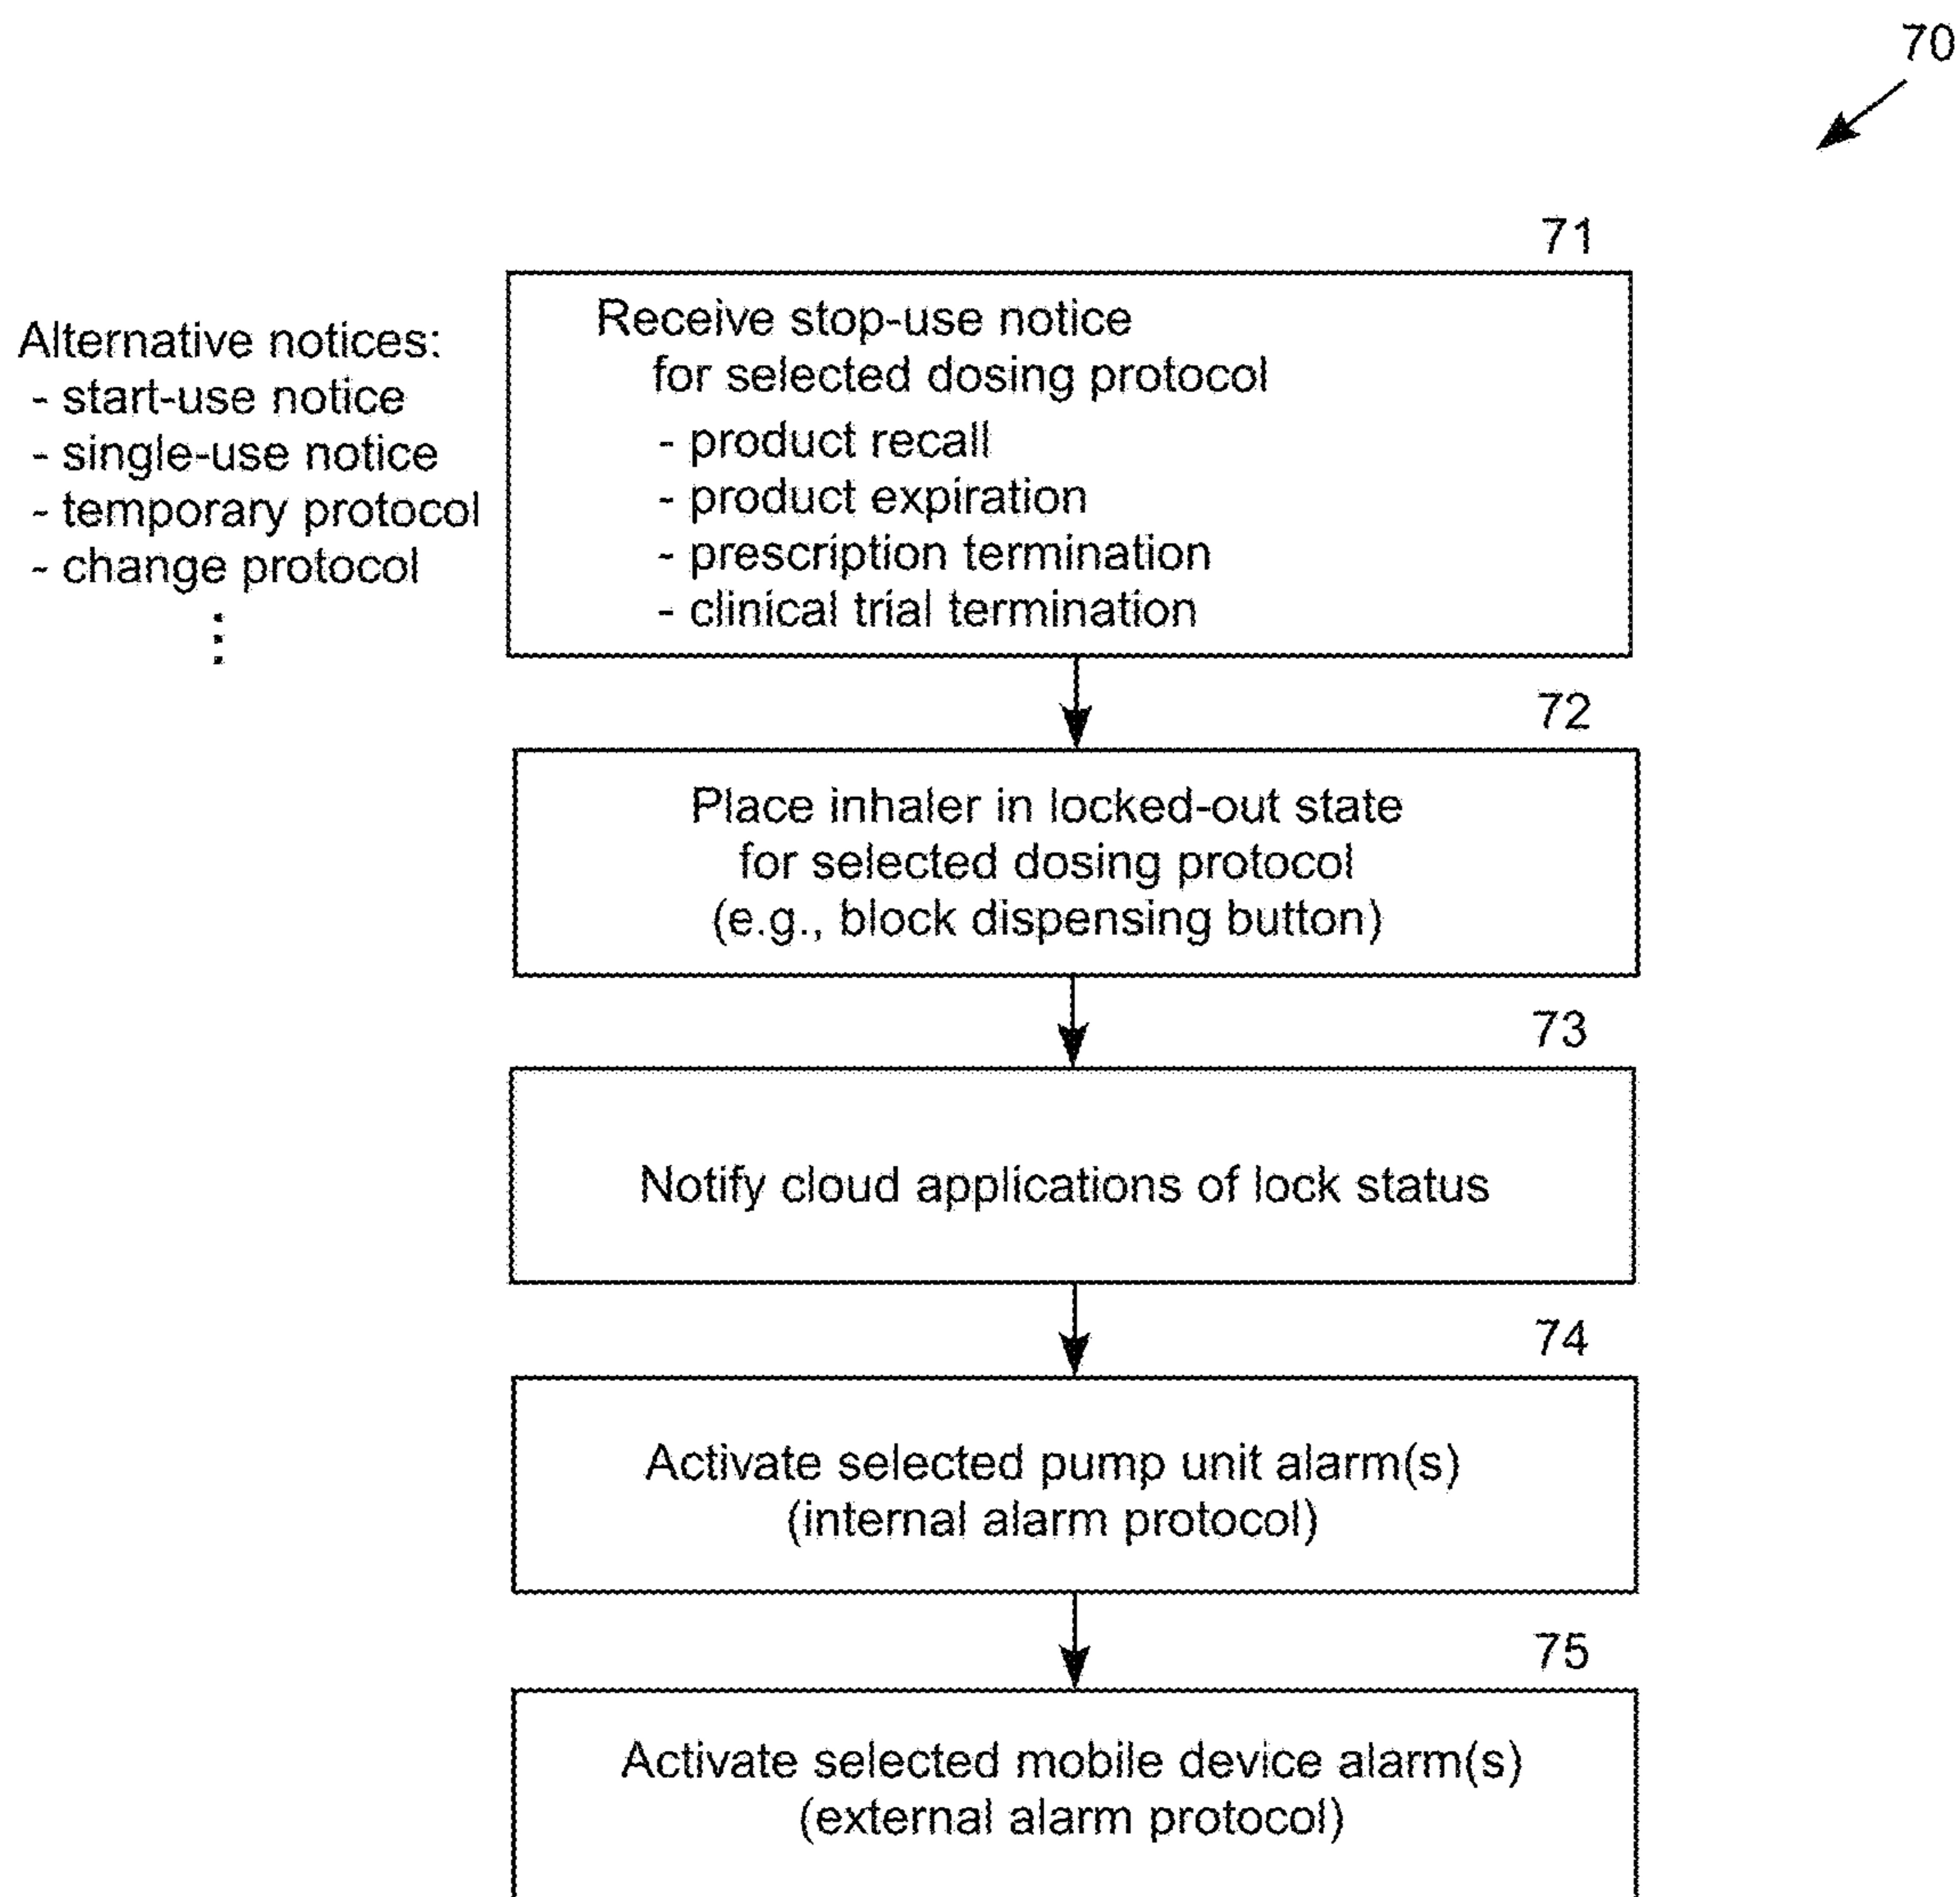 70
71
Alternative notices:
- start-use notice
- single-use notice
- temporary protocol
- change protocol
Receive stop-use notice
for selected dosing protocol
- product recall
- product expiration
- prescription termination
- clinical trial termination
72
Place inhaler in locked-out state
for selected dosing protocol
(e.g., block dispensing button)
73
Notify cloud applications of lock status
74
Activate selected pump unit alarm(s)
(internal alarm protocol)
75
Activate selected mobile device alarm(s)
(external alarm protocol)